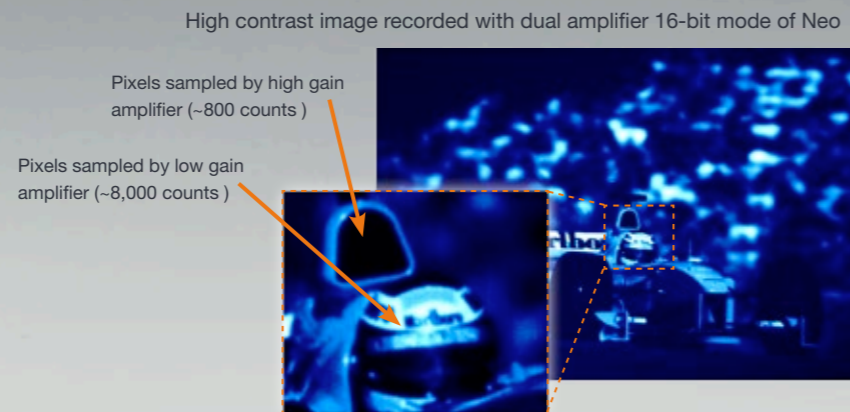 High contrast image recorded with dual amplifier 16-bit mode of Neo
Pixels sampled by high gain
amplifier (~800 counts )
Pixels sampled by low gain
amplifier (~8,000 counts )